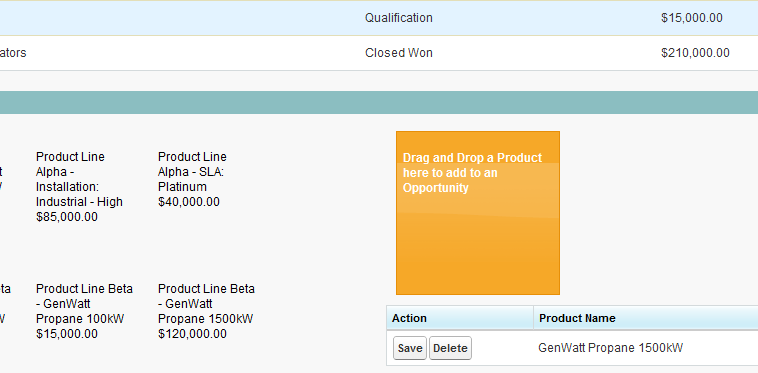 Qualification $15,000.00
ators Closed Won $210,000.00
Product Line
Alpha -
Installation:
Industrial - High
$85,000.00
Product Line
Alpha - SLA:
Platinum
$40,000.00
Drag and Drop a Product
here to add to an
Opportunity
ta
Product Line Beta
- GenWatt
Propane 100kW
$15,000.00
Product Line Beta
- GenWatt
Propane 1500kW
$120,000.00
Action Product Name
Save Delete GenWatt Propane 1500kW